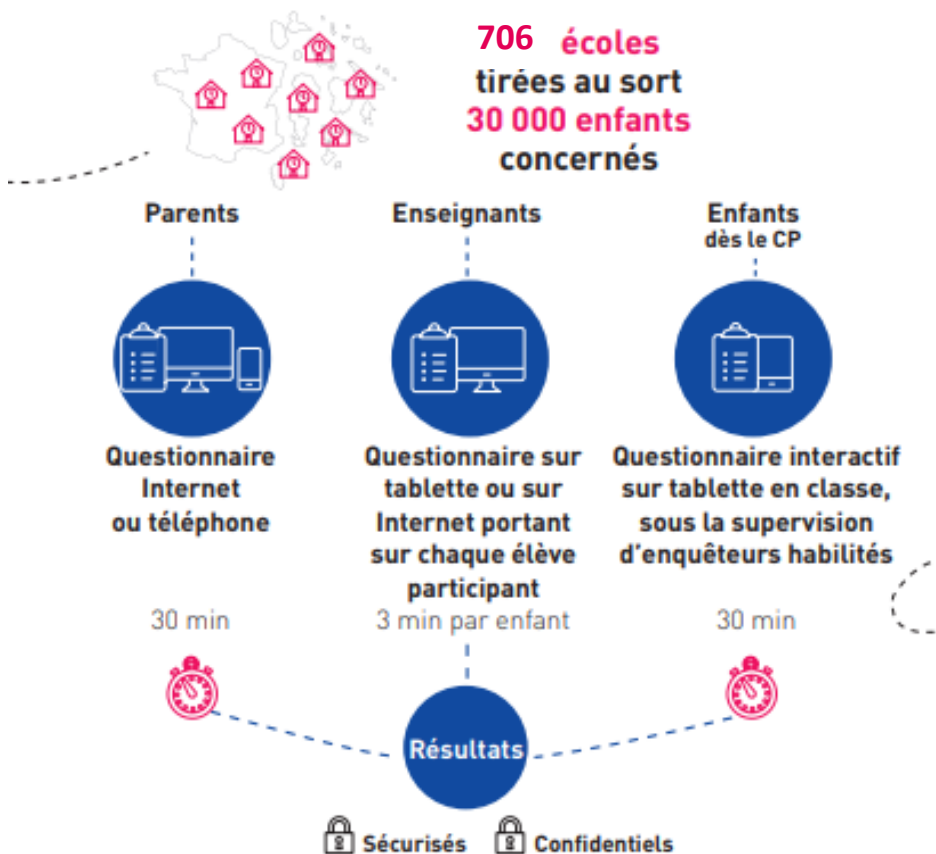 706 écoles
tirées au sort
30 000 enfants
concernés
Parents
Questionnaire
Internet
ou téléphone
30 min
Enseignants
Questionnaire sur
tablette ou sur
Internet portant
sur chaque élève
participant
3 min par enfant
Enfants
dès le CP
Questionnaire interactif
sur tablette en classe,
sous la supervision
d'enquêteurs habilités
30 min
Résultats
Sécurisés
Confidentiels